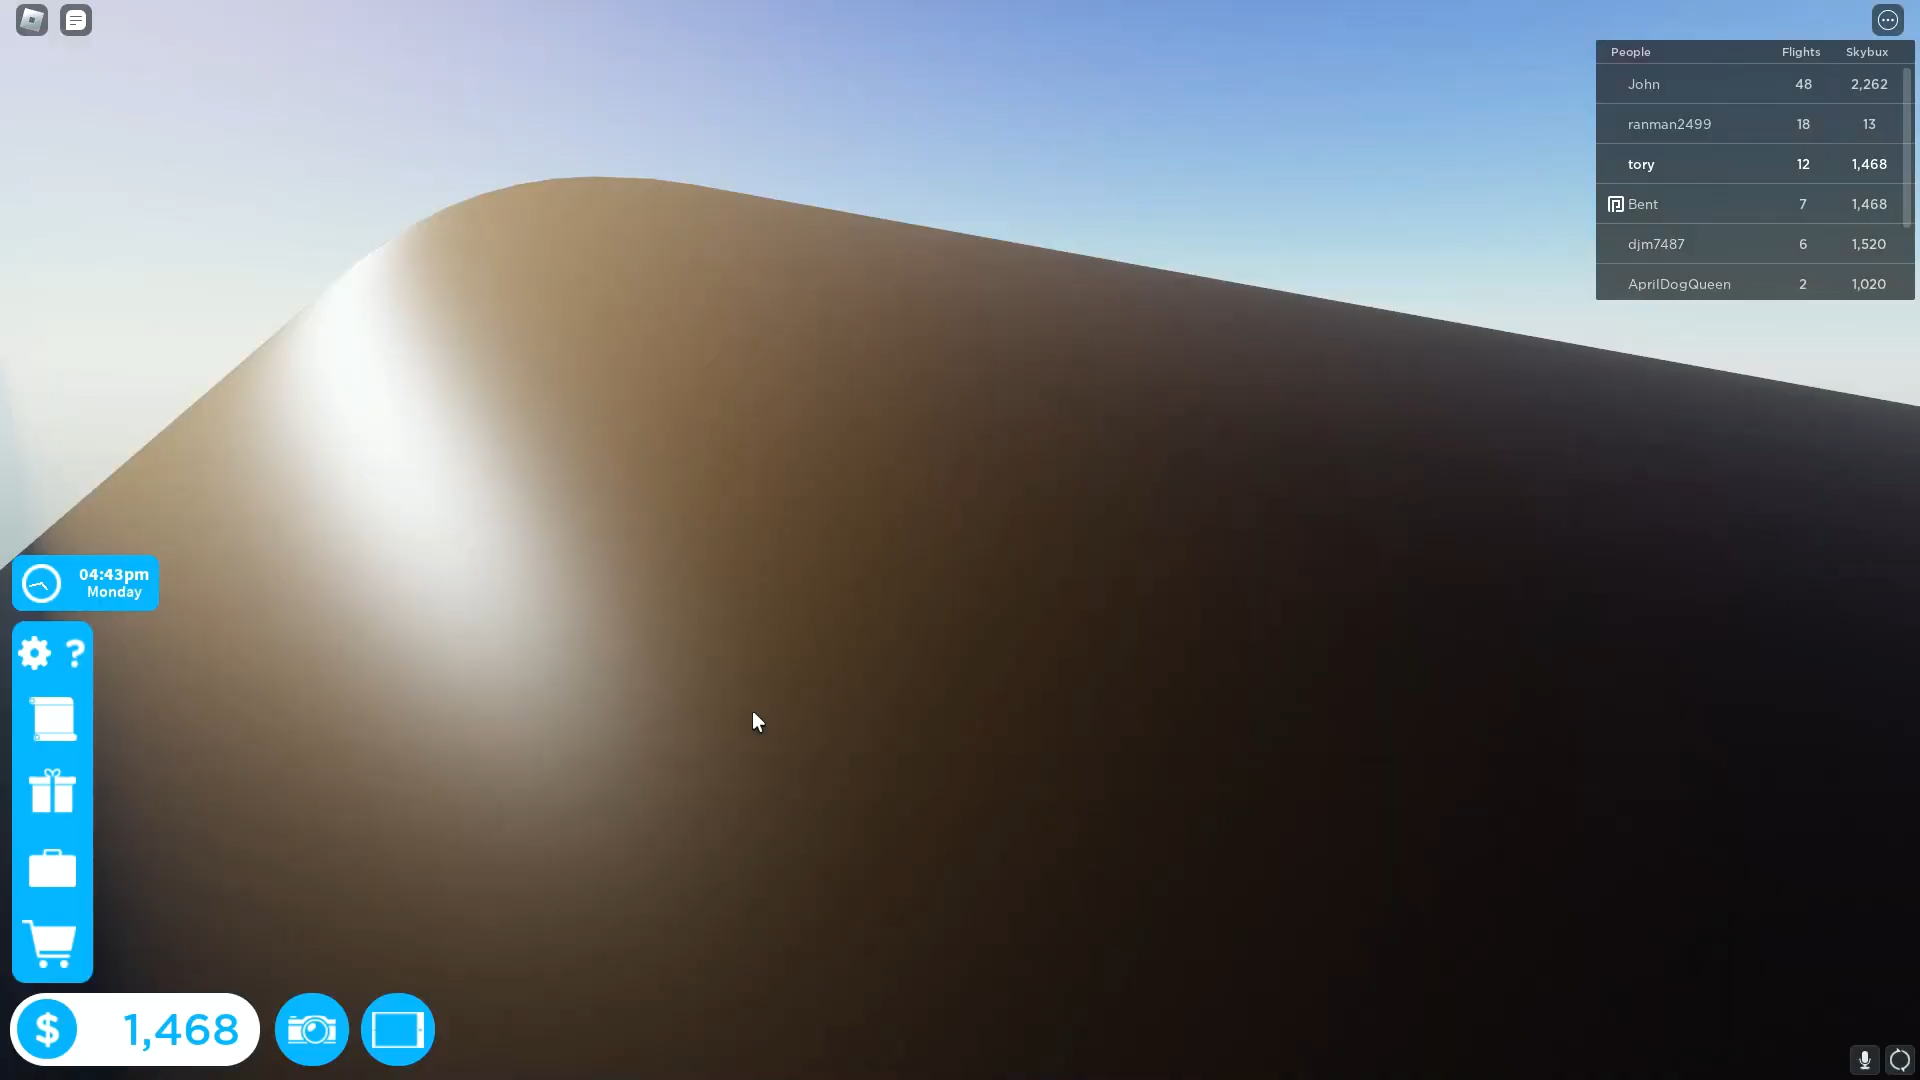 People Flights Skybux
John 48 2,262
ranman2499 18 13
tory 12 1,468
Bent 7 1,468
djm7487 6 1,520
AprilDogQueen 2 1,020
04:43pm
Monday
?
$ 1,468